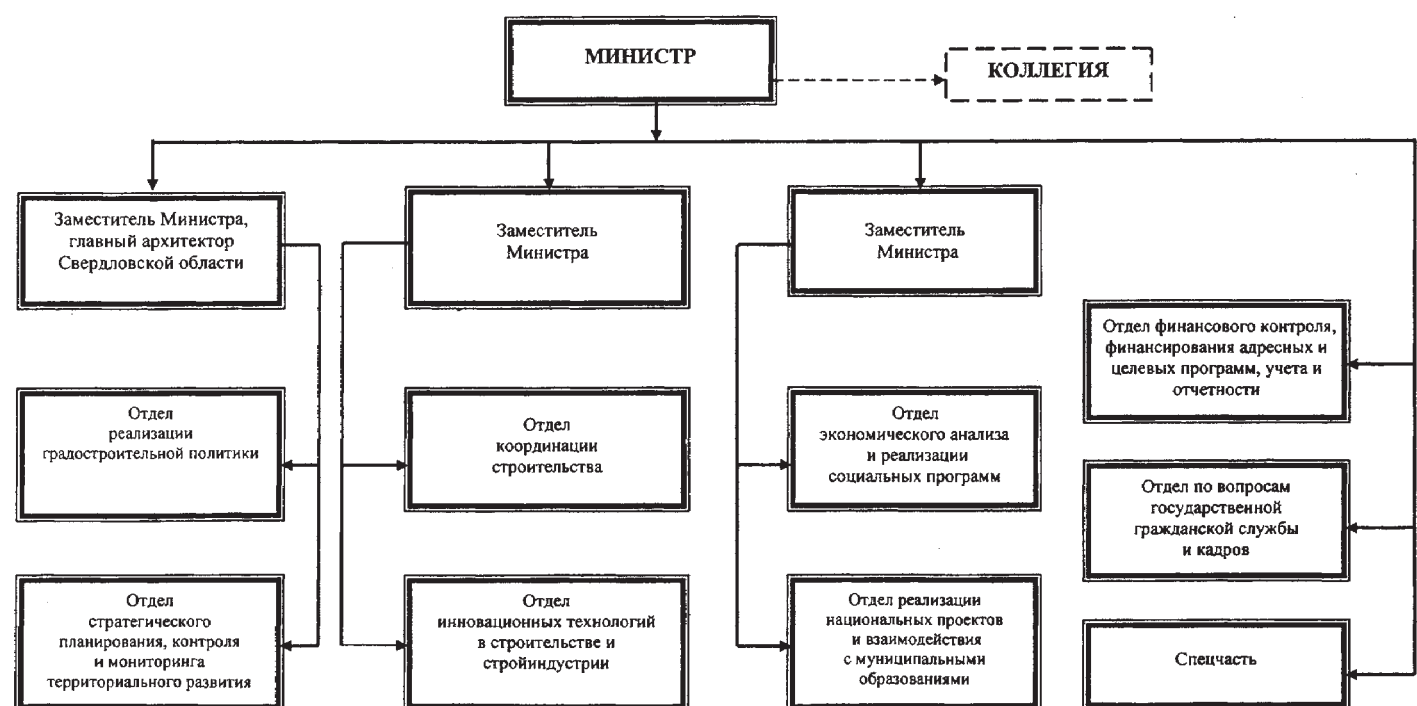 МИНИСТР
КОЛЛЕГИЯ
Заместитель Министра,
главный архитектор
Свердловской области
Заместитель
Министра
Заместитель
Министра
Отдел финансового контроля,
финансирования адресных и
целевых программ, учета и
отчетности
Отдел
реализации
градостроительной политики
Отдел
координации
строительства
Отдел
экономического анализа
и реализации
социальных программ
Отдел по вопросам
государственной
гражданской службы
и кадров
Отдел
стратегического
планирования, контроля
и мониторинга
территориального развития
Отдел
инновационных технологий
в строительстве и
стройиндустрии
Отдел реализации
национальных проектов
и взаимодействия
с муниципальными
образованиями
Спецчасть